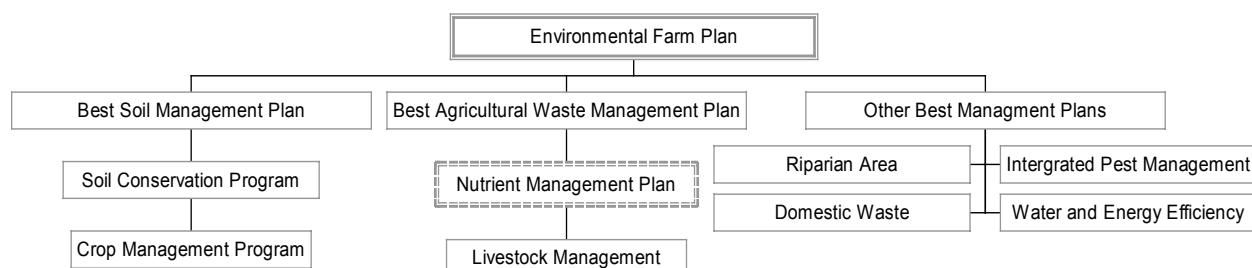 Environmental Farm Plan
Best Soil Management Plan
Best Agricultural Waste Management Plan
Other Best Managment Plans
Soil Conservation Program
Crop Management Program
Nutrient Management Plan
Livestock Management
Riparian Area
Intergrated Pest Management
Domestic Waste
Water and Energy Efficiency